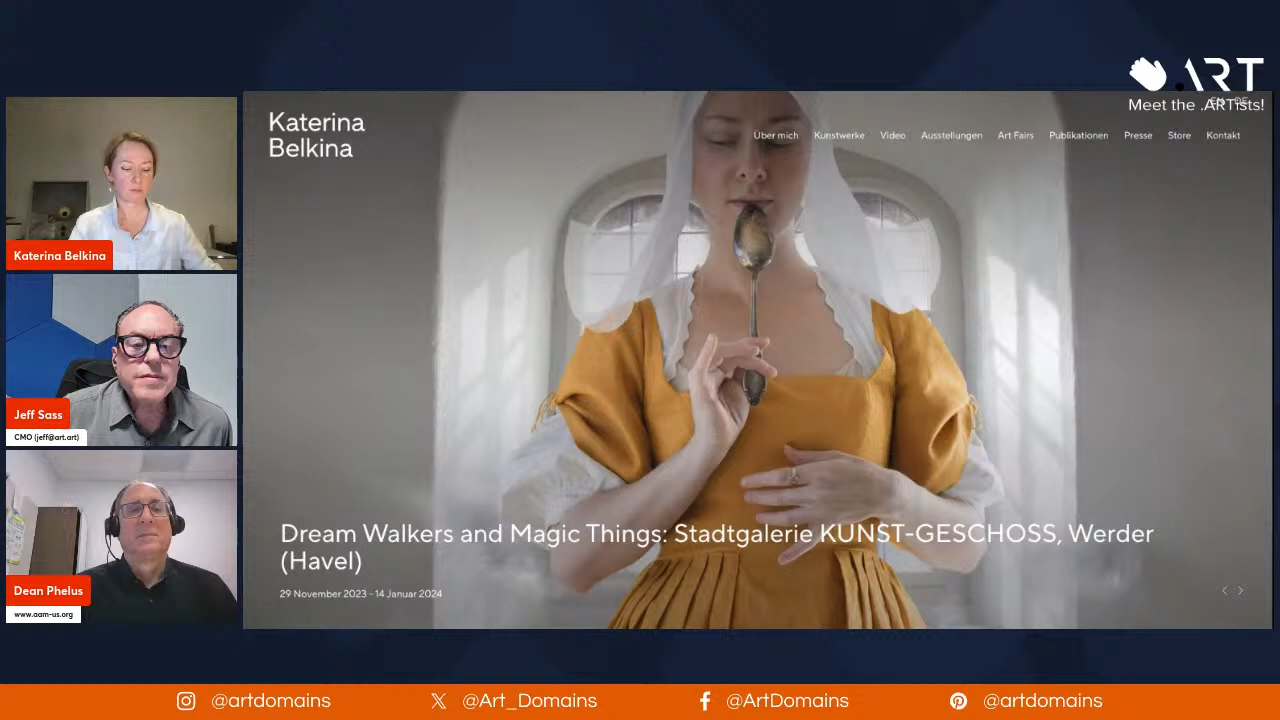 .ART
Meet the .ARTists!
Katerina
Belkina
Über mich Kunstwerke Video Ausstellungen Art Fairs Publikationen Presse Store Kontakt
Katerina Belkina
Jeff Sass
CMO (jeff@art.art)
Dean Phelus
www.aam-us.org
Dream Walkers and Magic Things: Stadtgalerie KUNST-GESCHOSS, Werder
(Havel)
29 November 2023 - 14 Januar 2024
@artdomains @Art_Domains @ArtDomains @artdomains